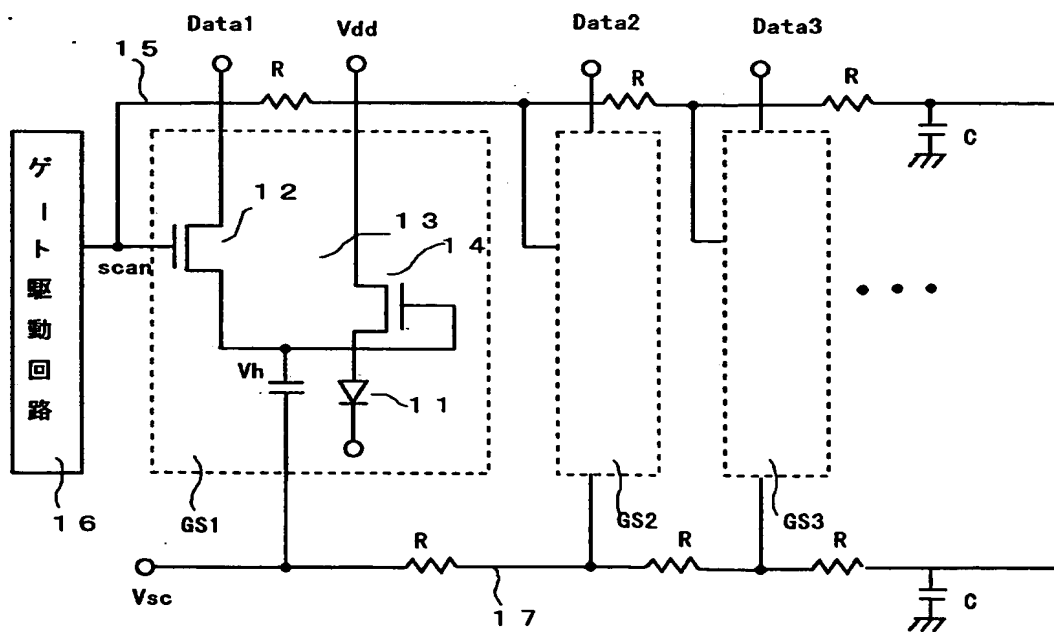 Data1
Vdd
Data2
Data3
15
R
R
R
C
ゲート駆動回路
12
13
14
scan
Vh
11
16
GS1
GS2
GS3
R
R
R
Vsc
17
C